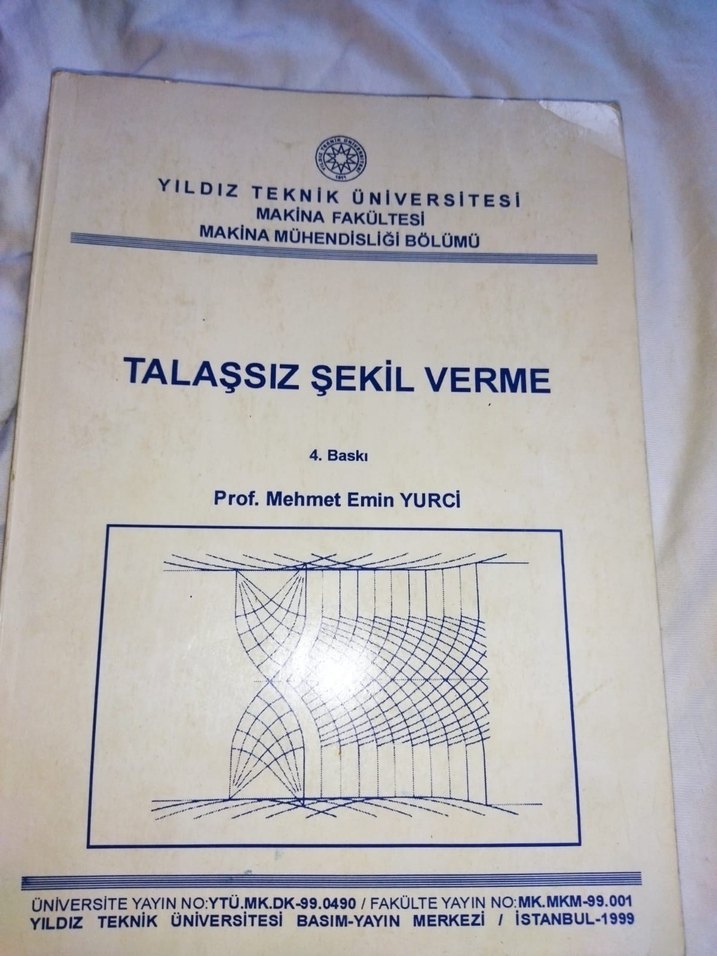 YILDIZ TEKNİK ÜNİVERSİTESİ
MAKİNA FAKÜLTESİ
MAKİNA MÜHENDİSLİĞİ BÖLÜMÜ
TALAŞSIZ ŞEKİL VERME
4. Baskı
Prof. Mehmet Emin YURCİ
ÜNİVERSİTE YAYIN NO:YTÜ.MK.DK-99.0490 / FAKÜLTE YAYIN NO:MK.MKM-99.001
YILDIZ TEKNİK ÜNİVERSİTESİ BASIM-YAYIN MERKEZİ / İSTANBUL-1999